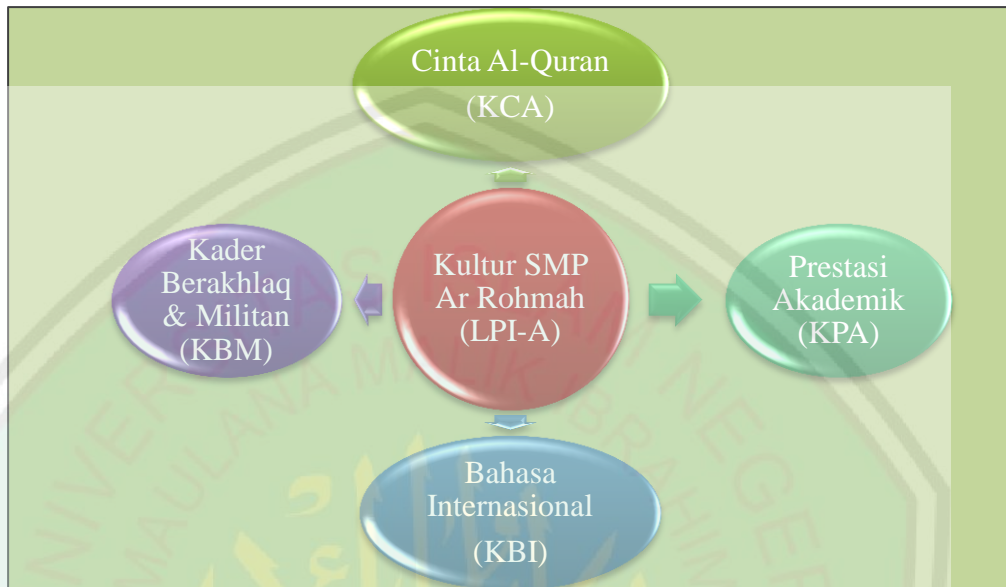 Cinta Al-Quran
(KCA)
Kader
Berakhlaq
& Militan
(KBM)
Kultur SMP
Ar Rohmah
(LPI-A)
Prestasi
Akademik
(KPA)
Bahasa
Internasional
(KBI)